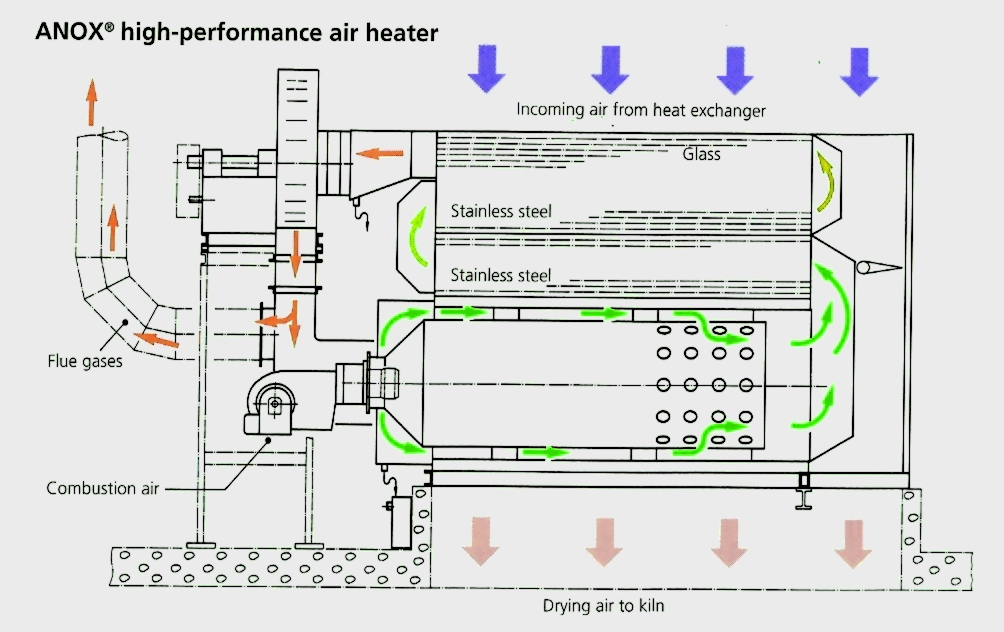 ANOX® high-performance air heater
Incoming air from heat exchanger
Glass
Stainless steel
Stainless steel
Flue gases
Combustion air
Drying air to kiln